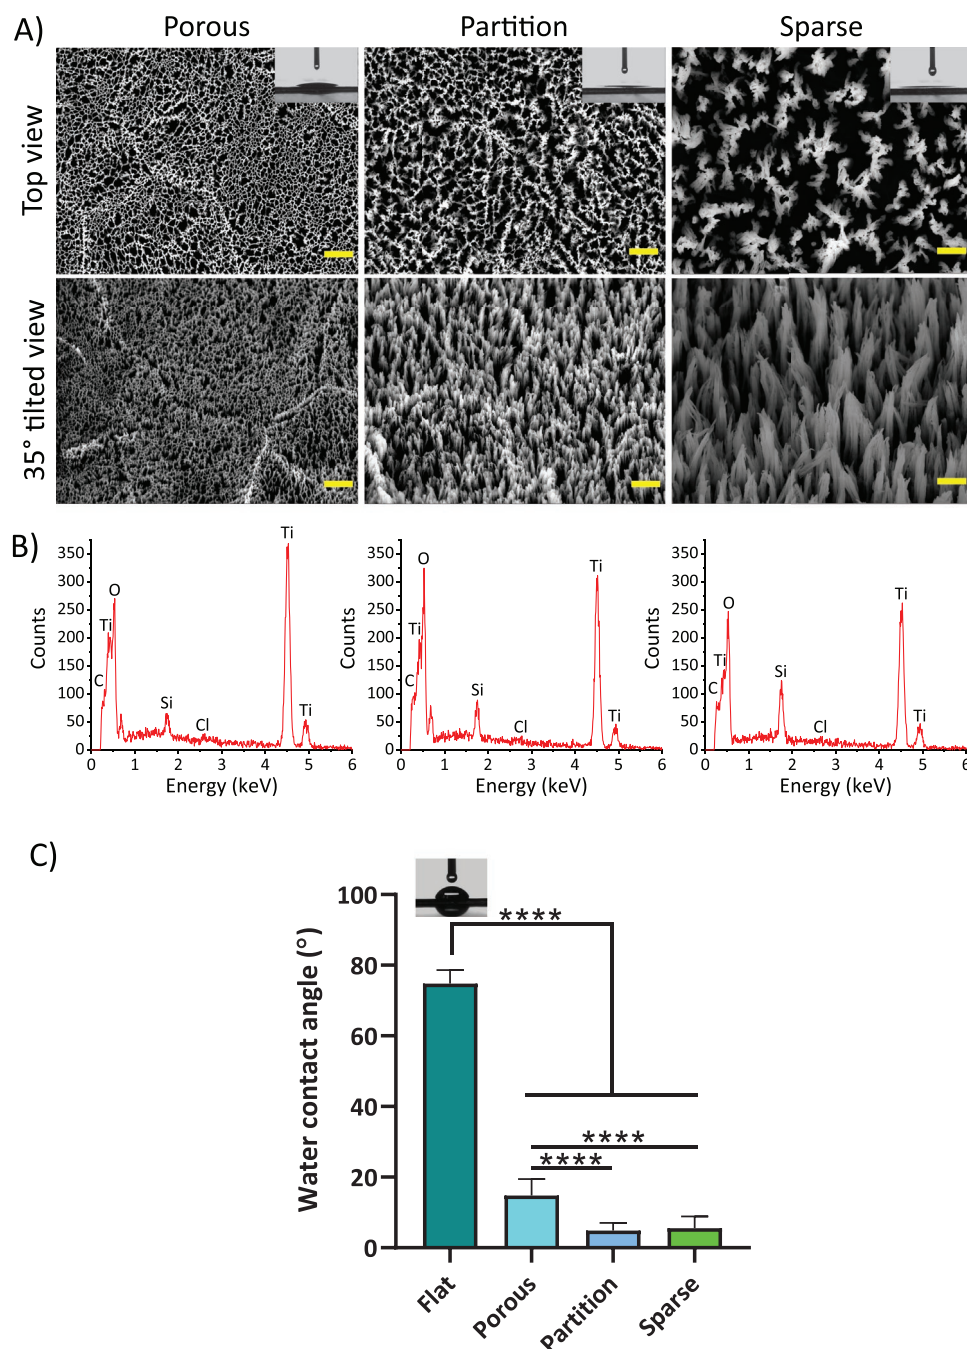 A)
Porous
Partition
Sparse
Top view
35° tilted view
B)
Counts
350
300
250
200
150
100
50
0
C
Ti
O
Si
Cl
Ti
Ti
0 1 2 3 4 5 6
Energy (keV)
Counts
350
300
250
200
150
100
50
0
C
Ti
O
Si
Cl
Ti
Ti
0 1 2 3 4 5 6
Energy (keV)
Counts
350
300
250
200
150
100
50
0
C
Ti
O
Si
Cl
Ti
Ti
0 1 2 3 4 5 6
Energy (keV)
C)
Water contact angle (°)
100
80
60
40
20
0
****
****
****
Flat
Porous
Partition
Sparse